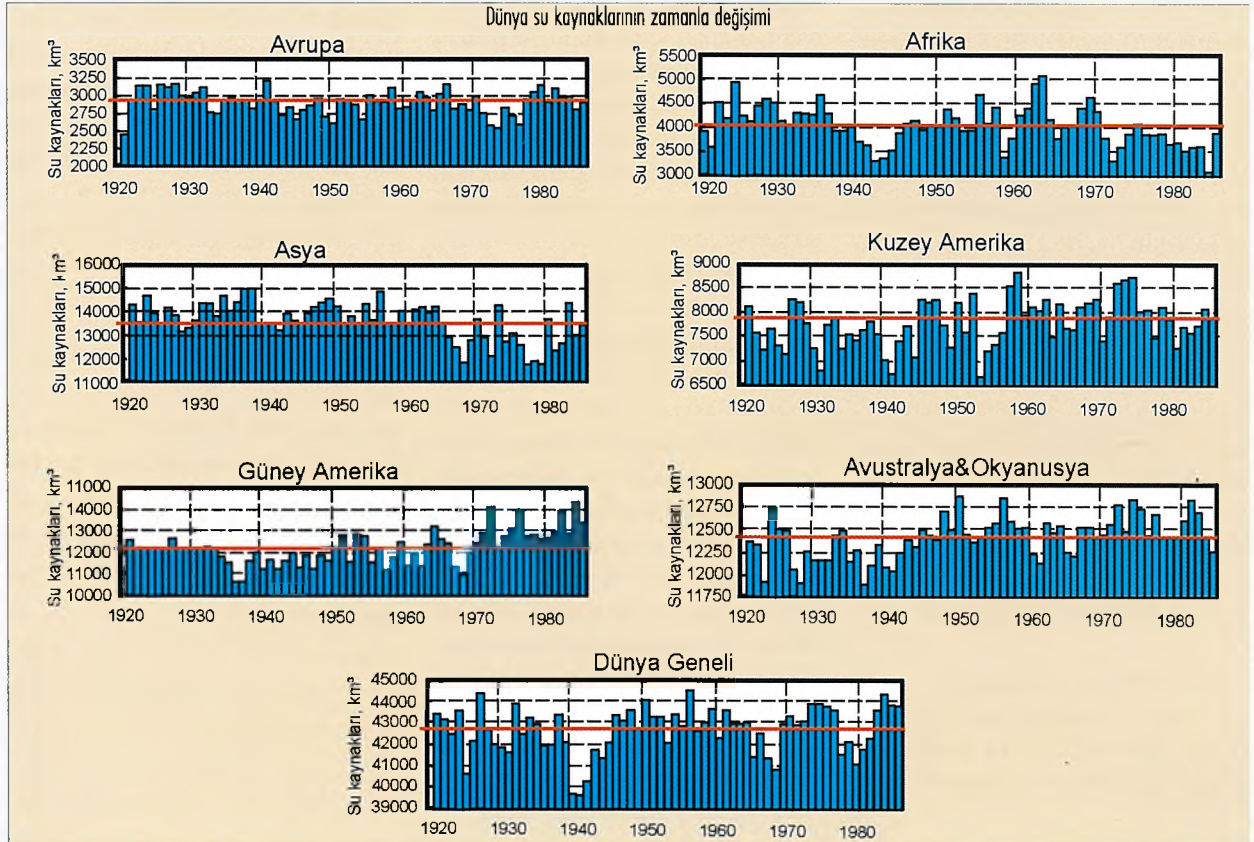 Dünya su kaynaklarının zamanla değişimi
Avrupa
Su kaynakları, km³
3500
3250
3000
2750
2500
2250
2000
1920 1930 1940 1950 1960 1970 1980
Afrika
Su kaynakları, km³
5500
5000
4500
4000
3500
3000
1920 1930 1940 1950 1960 1970 1980
Asya
Su kaynakları, km³
16000
15000
14000
13000
12000
11000
1920 1930 1940 1950 1960 1970 1980
Kuzey Amerika
Su kaynakları, km³
9000
8500
8000
7500
7000
6500
1920 1930 1940 1950 1960 1970 1980
Güney Amerika
Su kaynakları, km³
11000
14000
13000
12000
11000
10000
1920 1930 1940 1950 1960 1970 1980
Avustralya&Okyanusya
Su kaynakları, km³
13000
12750
12500
12250
12000
11750
1920 1930 1940 1950 1960 1970 1980
Dünya Geneli
Su kaynakları, km³
45000
44000
43000
42000
41000
40000
39000
1920 1930 1940 1950 1960 1970 1980